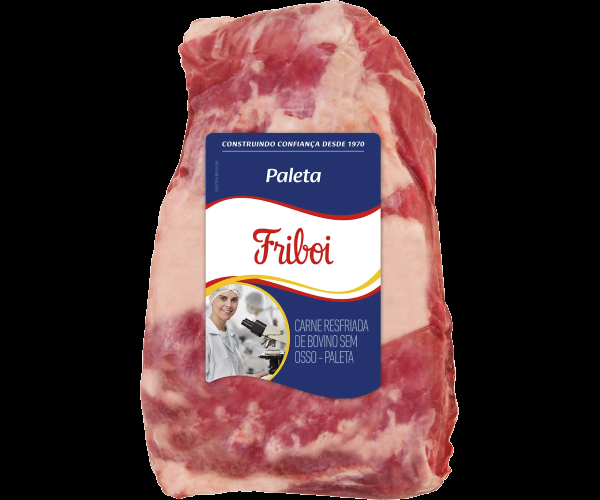 CONSTRUINDO CONFIANÇA DESDE 1970
Paleta
Friboi
CARNE RESFRIADA
DE BOVINO SEM
OSSO - PALETA